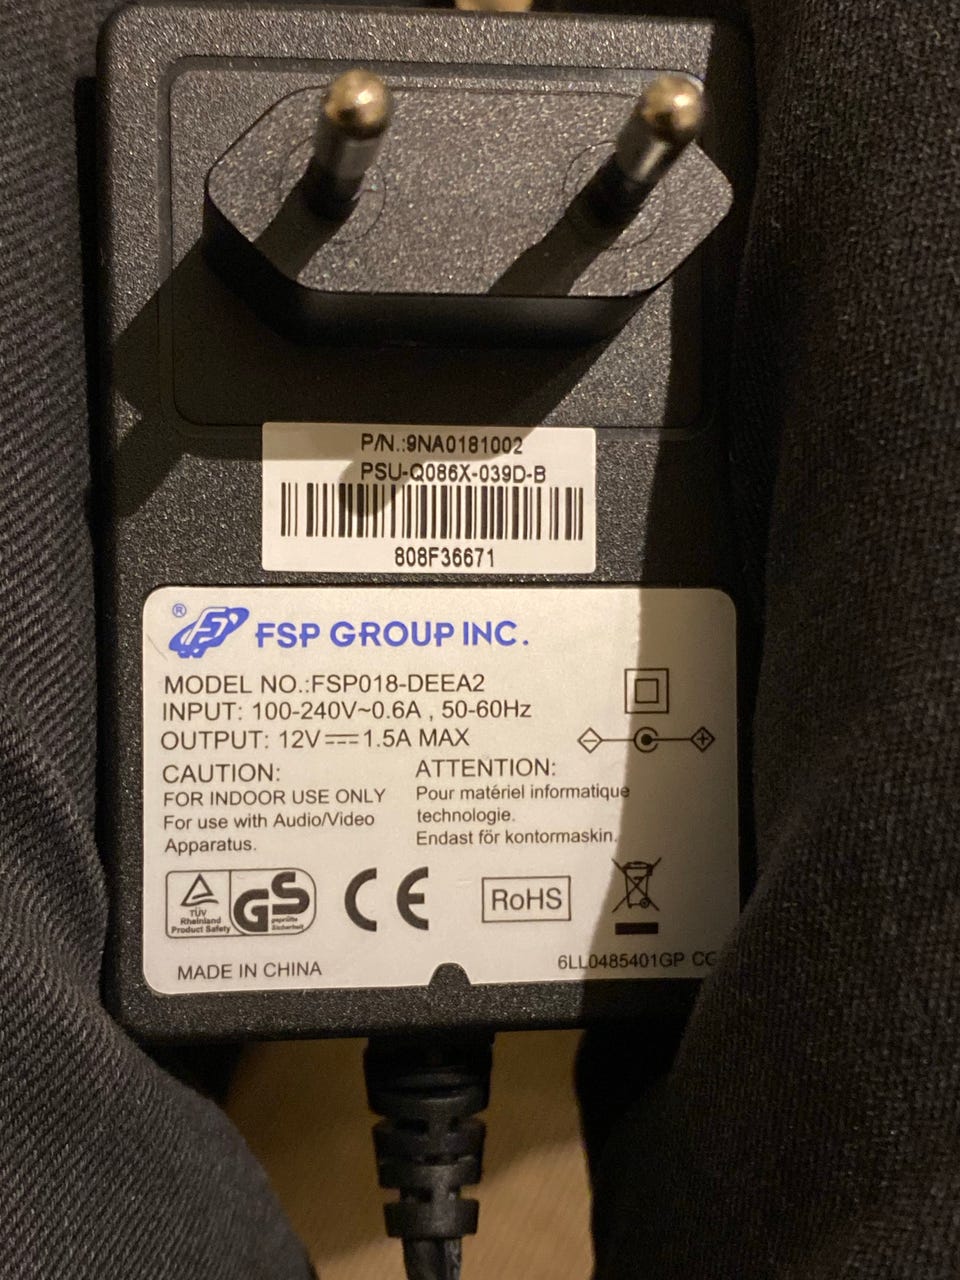 P/N.:9NA0181002
PSU-Q086X-039D-B
808F36671
® FSP GROUP INC.
MODEL NO.:FSP018-DEEA2
INPUT: 100-240V~0.6A , 50-60Hz
OUTPUT: 12V⎓1.5A MAX
CAUTION:
FOR INDOOR USE ONLY
For use with Audio/Video
Apparatus.
ATTENTION:
Pour matériel informatique
technologie.
Endast för kontormaskin.
TÜV
Rheinland
Product Safety
GS
geprüfte
Sicherheit
CE
RoHS
MADE IN CHINA
6LL0485401GP